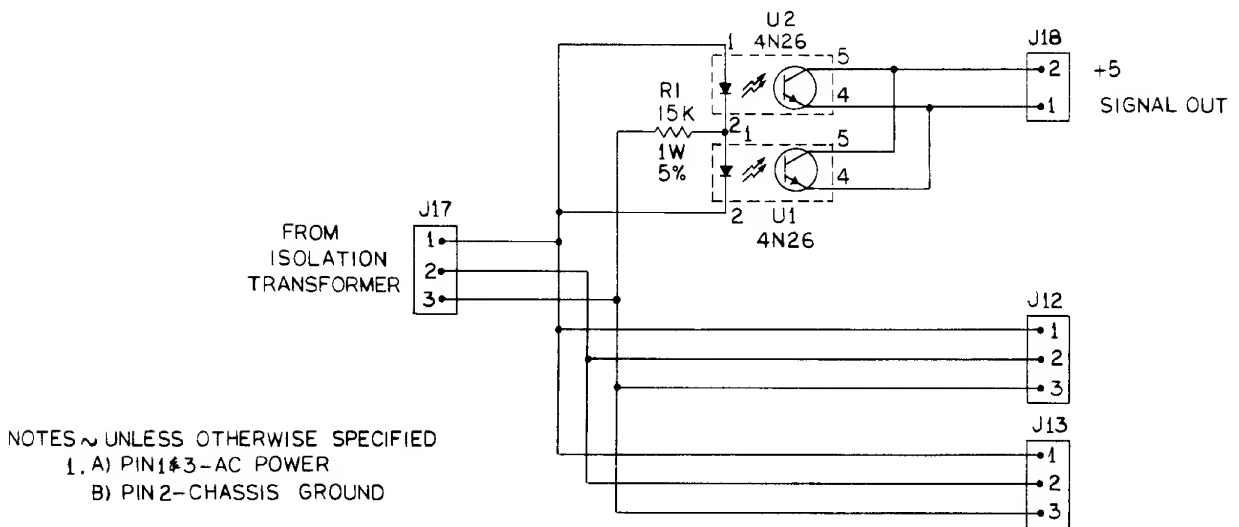 U2
4N26
1
5
4
2
R1
15K
1W
5%
1
5
4
2
U1
4N26
J18
2 +5
1 SIGNAL OUT
J17
FROM
ISOLATION
TRANSFORMER
1
2
3
J12
1
2
3
J13
1
2
3
NOTES ~ UNLESS OTHERWISE SPECIFIED
1. A) PIN 1&3-AC POWER
B) PIN 2-CHASSIS GROUND